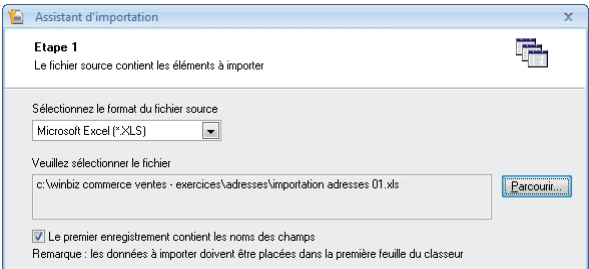 Assistant d'importation
Etape 1
Le fichier source contient les éléments à importer
Sélectionnez le format du fichier source
Microsoft Excel (*.XLS)
Veuillez sélectionner le fichier
c:\winbiz commerce ventes - exercices\adresses\importation adresses 01.xls
Parcourir...
Le premier enregistrement contient les noms des champs
Remarque : les données à importer doivent être placées dans la première feuille du classeur